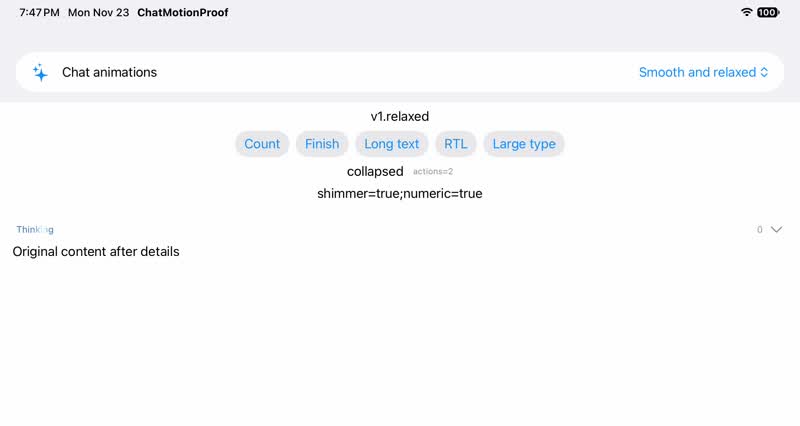 7:47 PM Mon Nov 23 ChatMotionProof 100
Chat animations Smooth and relaxed
v1.relaxed
Count Finish Long text RTL Large type
collapsed actions=2
shimmer=true;numeric=true
Thinking 0
Original content after details